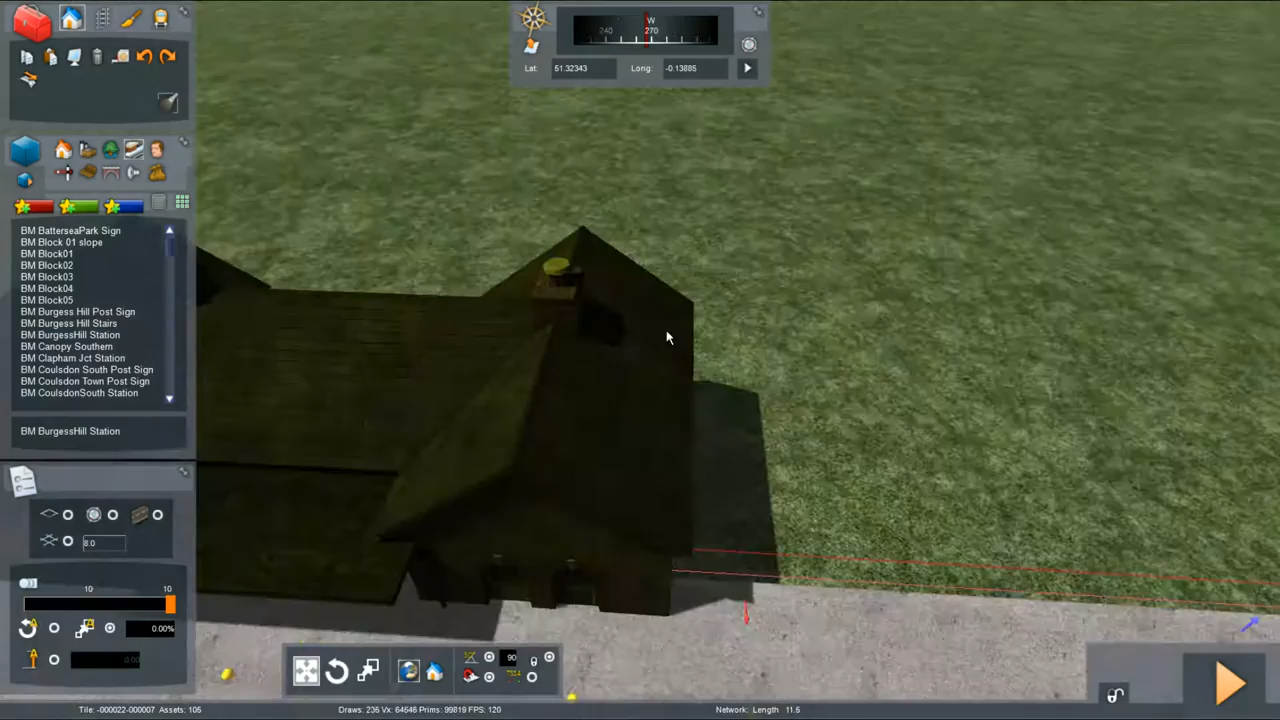 240 W 270
Lat: 51.32343 Long: -0.13885
BM BatterseaPark Sign
BM Block 01 slope
BM Block01
BM Block02
BM Block03
BM Block04
BM Block05
BM Burgess Hill Post Sign
BM Burgess Hill Stairs
BM BurgessHill Station
BM Canopy Southern
BM Clapham Jct Station
BM Coulsdon South Post Sign
BM Coulsdon Town Post Sign
BM CoulsdonSouth Station
BM BurgessHill Station
8.0
10 10
0.00%
0.00
90
Tile: -000022-000007 Assets: 105 Draws: 236 Vx: 64646 Prims: 99819 FPS: 120 Network: Length 11.5